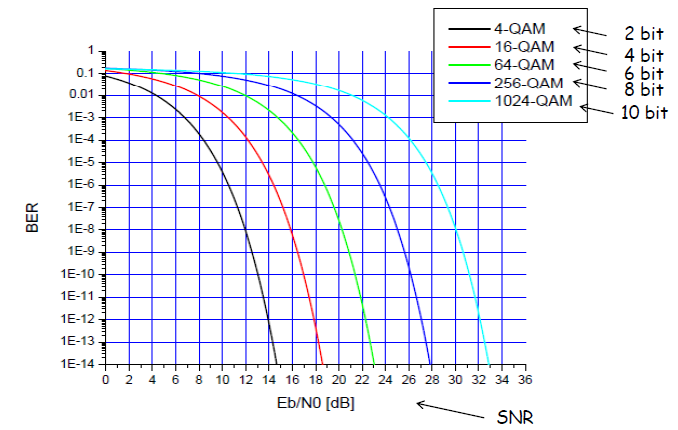 4-QAM
2 bit
16-QAM
4 bit
64-QAM
6 bit
256-QAM
8 bit
1024-QAM
10 bit
1
0.1
0.01
1E-3
1E-4
1E-5
1E-6
1E-7
1E-8
1E-9
1E-10
1E-11
1E-12
1E-13
1E-14
BER
0 2 4 6 8 10 12 14 16 18 20 22 24 26 28 30 32 34 36
Eb/N0 [dB]
SNR